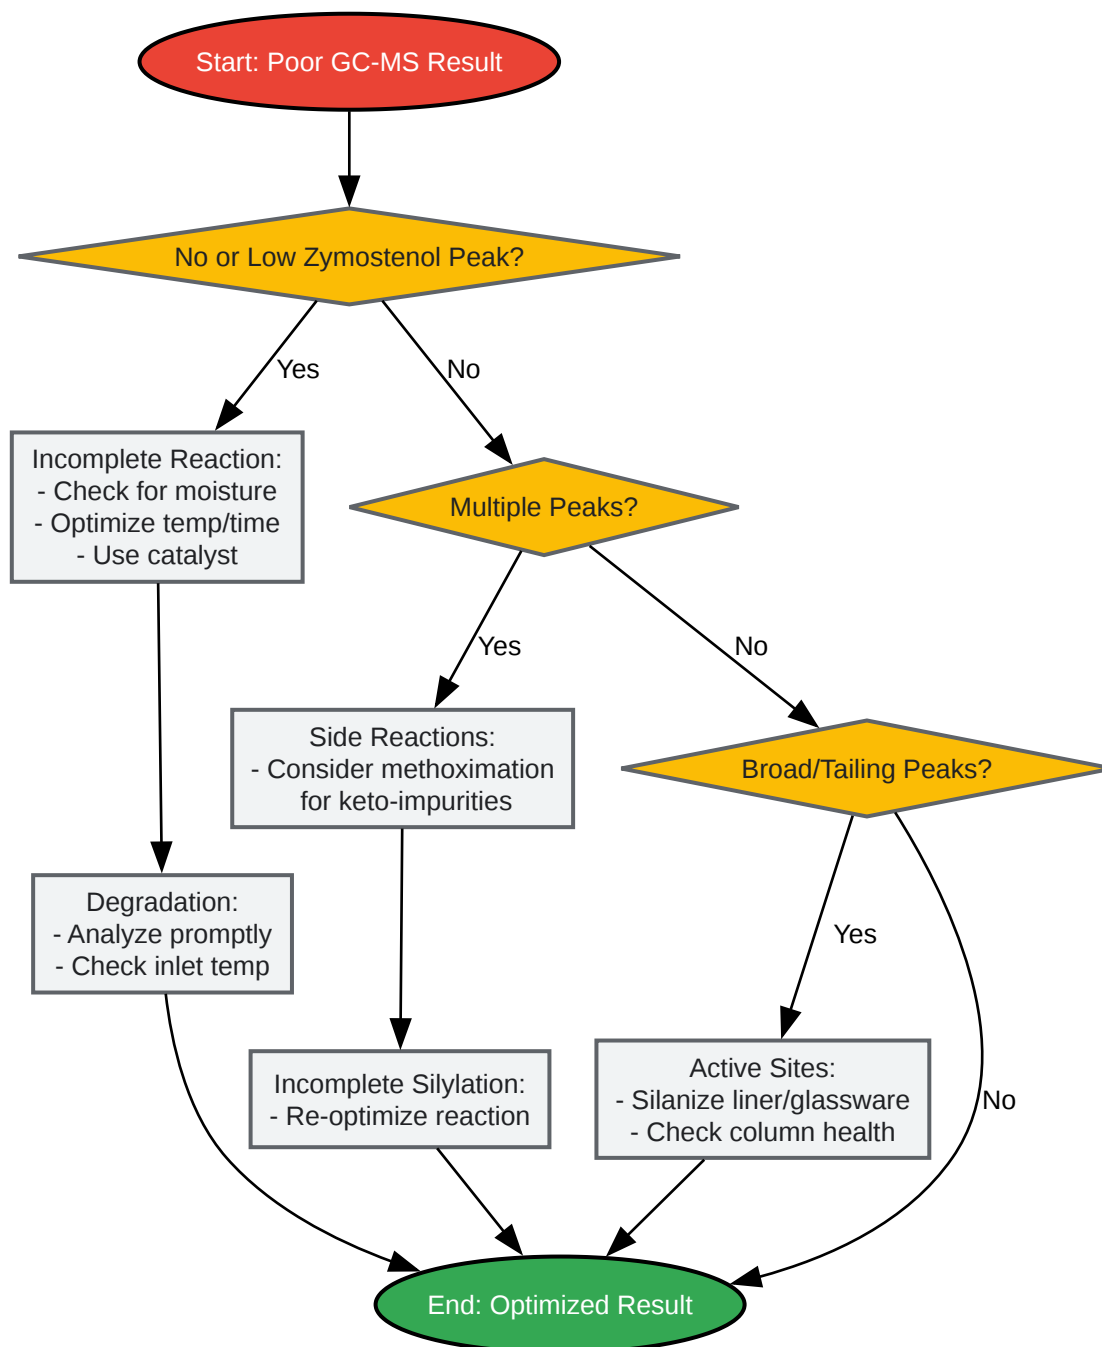 Start: Poor GC-MS Result
No or Low Zymostenol Peak?
Yes
No
Incomplete Reaction:
- Check for moisture
- Optimize temp/time
- Use catalyst
Multiple Peaks?
Yes
No
Side Reactions:
- Consider methoximation
for keto-impurities
Broad/Tailing Peaks?
Degradation:
- Analyze promptly
- Check inlet temp
Yes
No
Incomplete Silylation:
- Re-optimize reaction
Active Sites:
- Silanize liner/glassware
- Check column health
End: Optimized Result